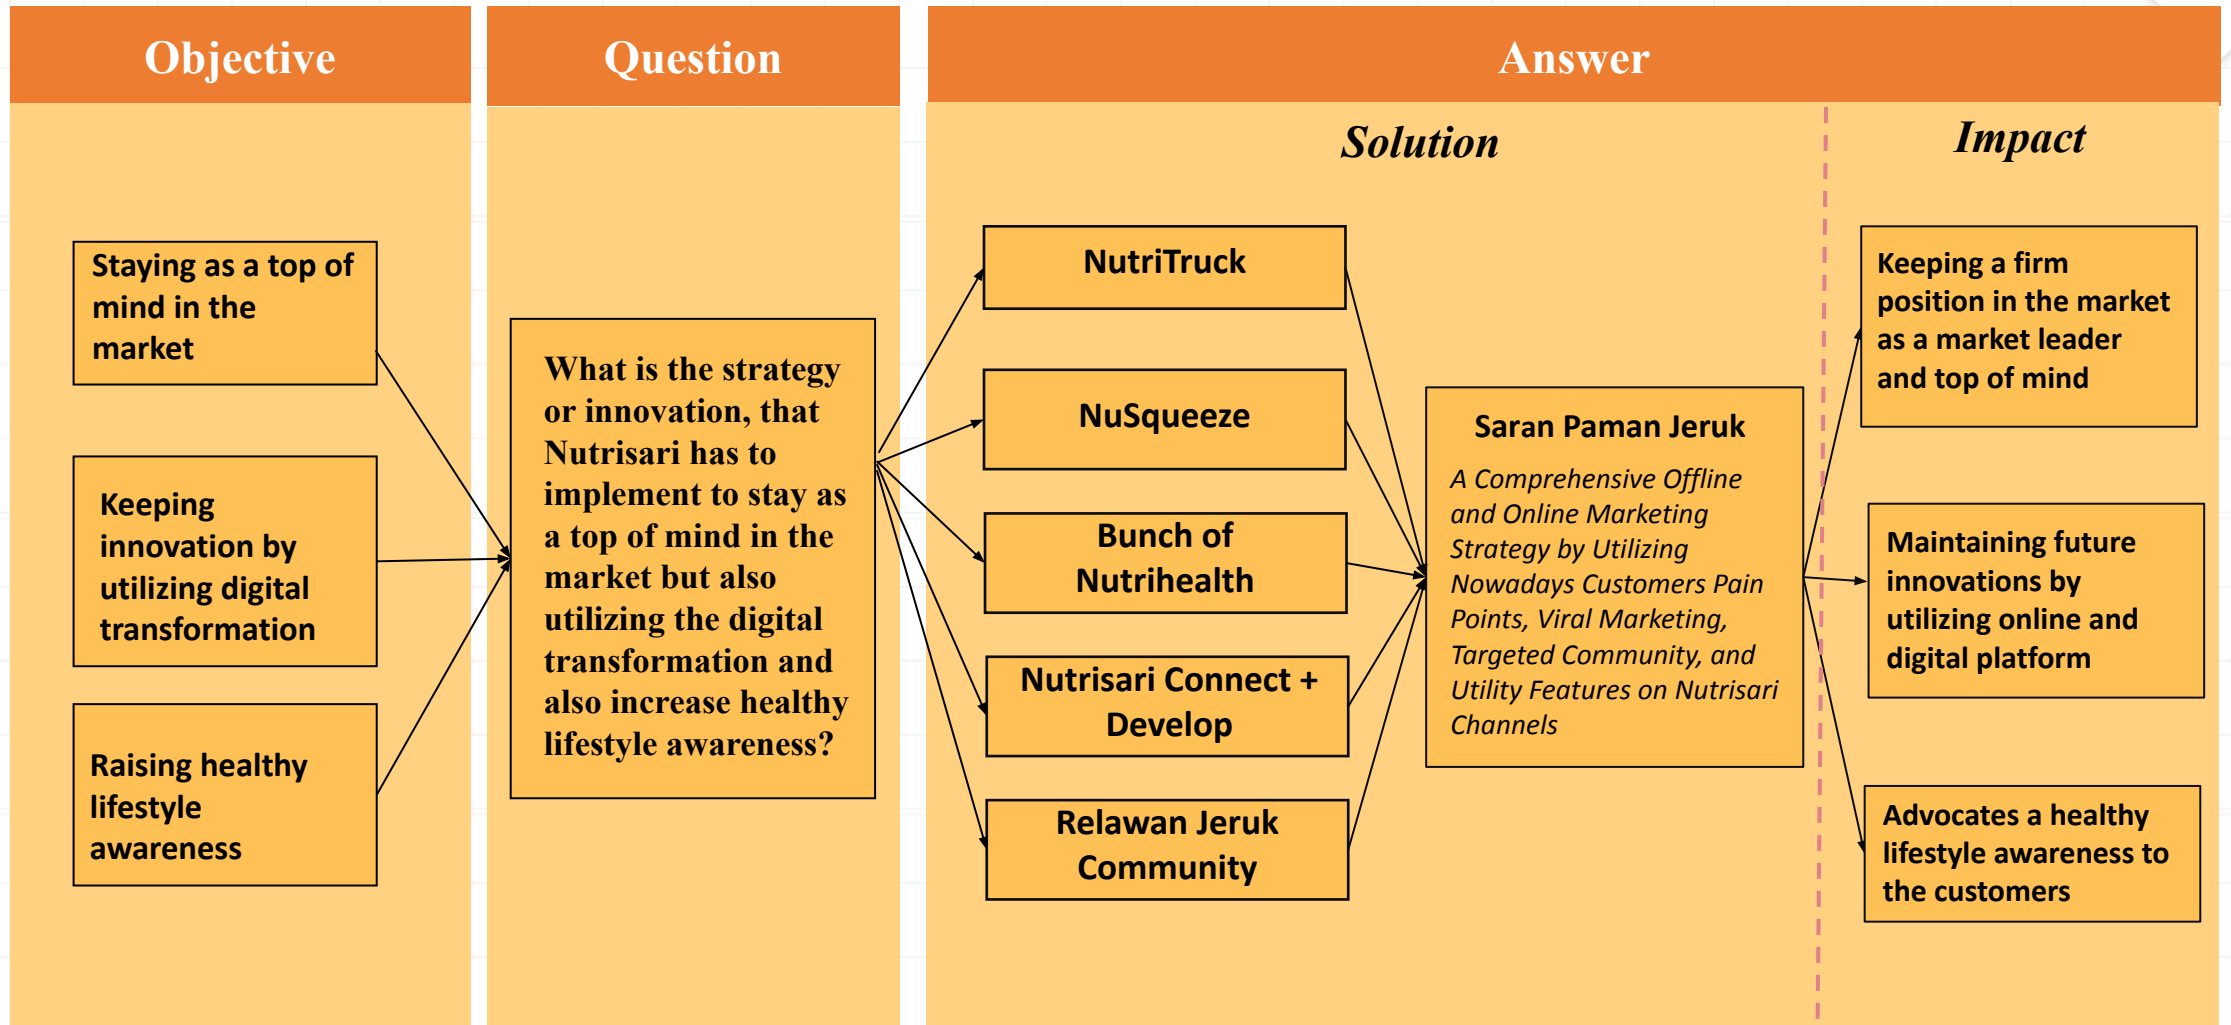 Objective
Staying as a top of
mind in the
market
Keeping
innovation by
utilizing digital
transformation
Raising healthy
lifestyle
awareness
Question
What is the strategy
or innovation, that
Nutrisari has to
implement to stay as
a top of mind in the
market but also
utilizing the digital
transformation and
also increase healthy
lifestyle awareness?
Answer
Solution
NutriTruck
NuSqueeze
Bunch of
Nutrihealth
Nutrisari Connect +
Develop
Relawan Jeruk
Community
Saran Paman Jeruk
A Comprehensive Offline
and Online Marketing
Strategy by Utilizing
Nowadays Customers Pain
Points, Viral Marketing,
Targeted Community, and
Utility Features on Nutrisari
Channels
Impact
Keeping a firm
position in the market
as a market leader
and top of mind
Maintaining future
innovations by
utilizing online and
digital platform
Advocates a healthy
lifestyle awareness to
the customers